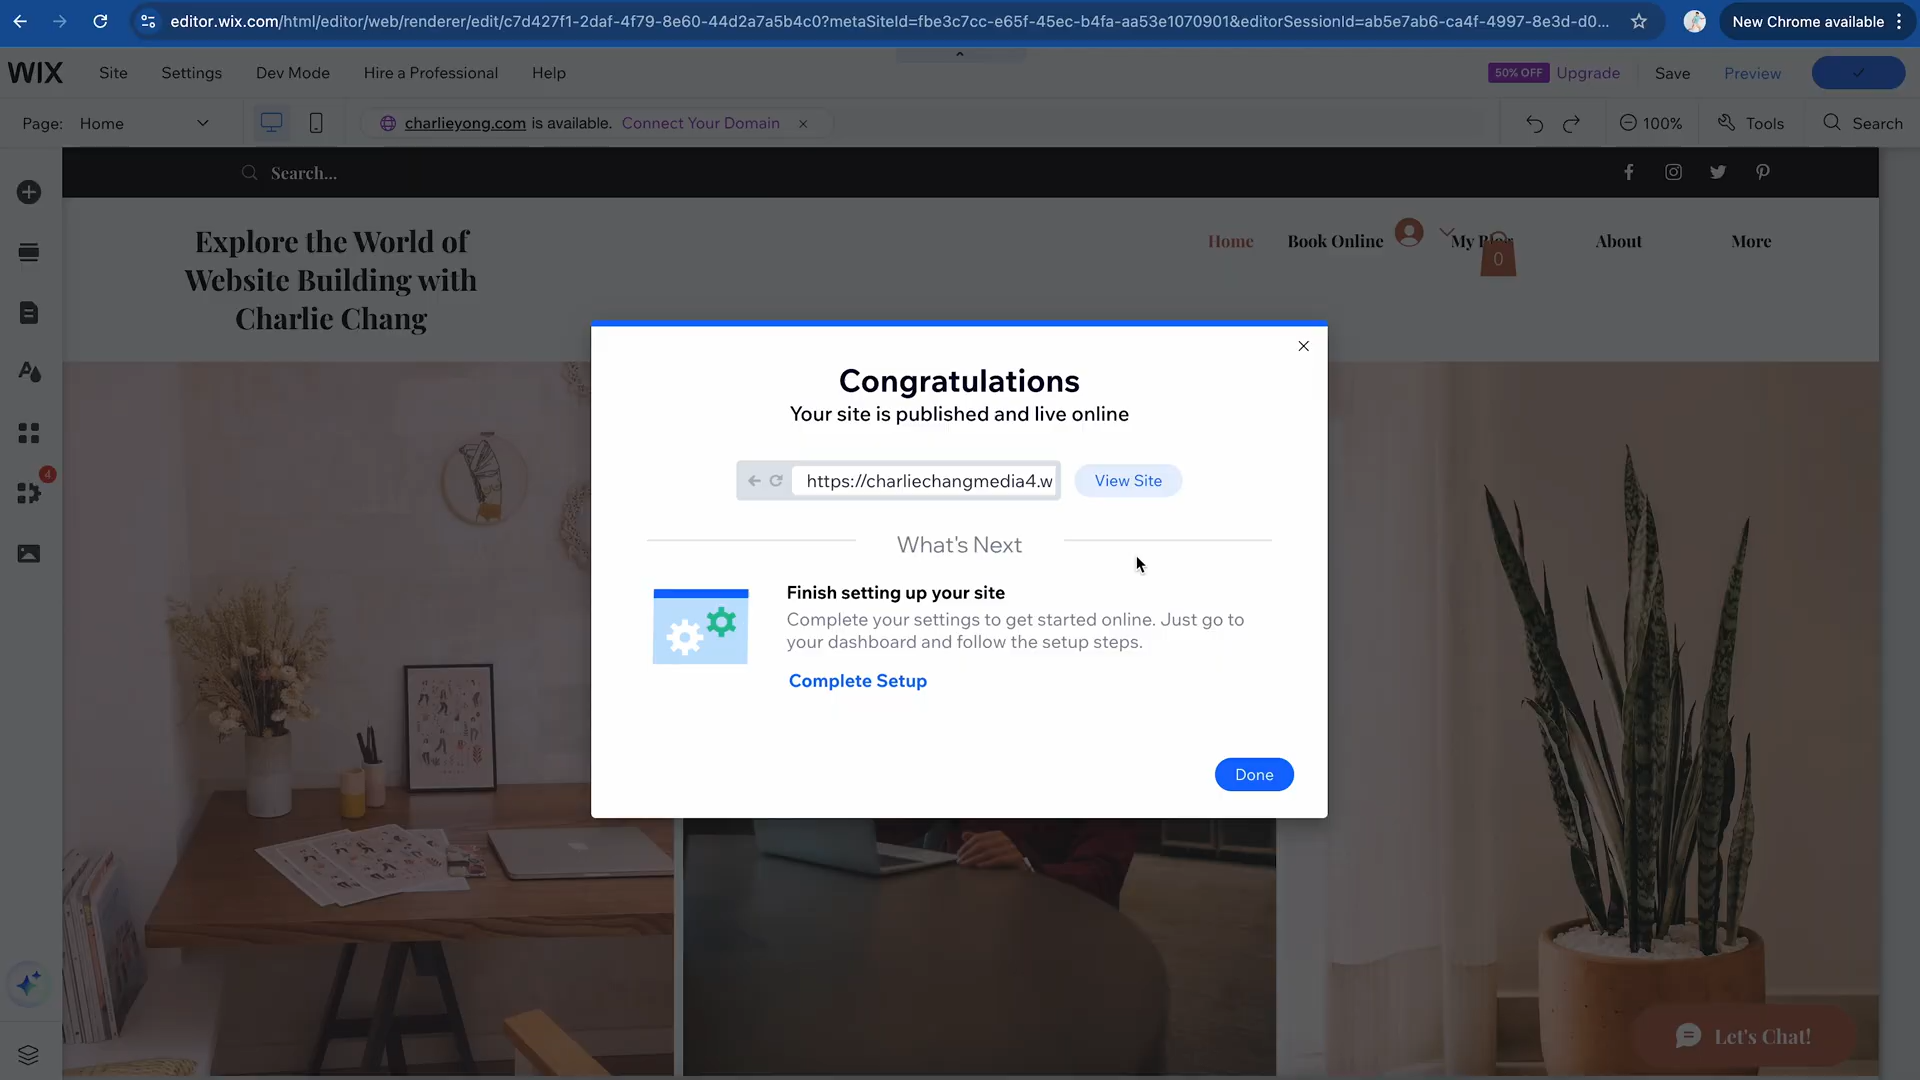 editor.wix.com/html/editor/web/renderer/edit/c7d427f1-2daf-4f79-8e60-44d2a7a5b4c0?metaSiteId=fbe3c7cc-e65f-45ec-b4fa-aa53e1070901&editorSessionId=ab5e7ab6-ca4f-4997-8e3d-d0...
New Chrome available
WIX
Site
Settings
Dev Mode
Hire a Professional
Help
50% OFF
Upgrade
Save
Preview
Page: Home
charlieyong.com is available. Connect Your Domain
100%
Tools
Search
Search...
Explore the World of
Website Building with
Charlie Chang
Home
Book Online
My Blog
0
About
More
4
Congratulations
Your site is published and live online
https://charliechangmedia4.w
View Site
What's Next
Finish setting up your site
Complete your settings to get started online. Just go to
your dashboard and follow the setup steps.
Complete Setup
Done
Let's Chat!